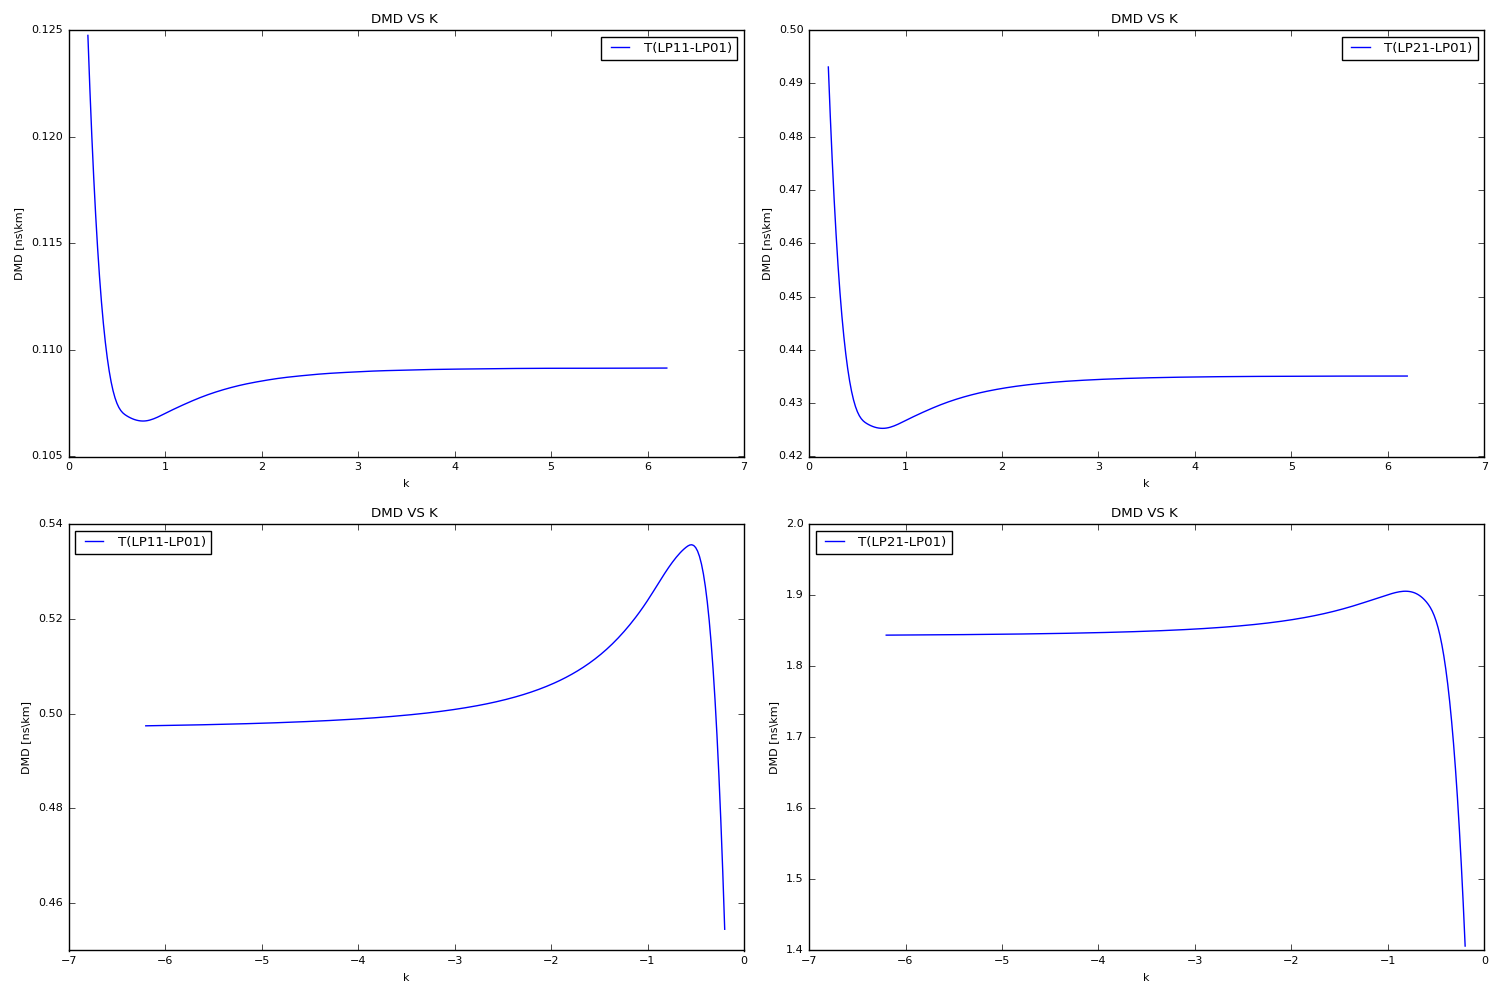 DMD VS K
T(LP11-LP01)
0.125
0.120
0.115
0.110
0.105
DMD [ns\km]
0 1 2 3 4 5 6 7
k
DMD VS K
T(LP21-LP01)
0.50
0.49
0.48
0.47
0.46
0.45
0.44
0.43
0.42
DMD [ns\km]
0 1 2 3 4 5 6 7
k
DMD VS K
T(LP11-LP01)
0.54
0.52
0.50
0.48
0.46
DMD [ns\km]
−7 −6 −5 −4 −3 −2 −1 0
k
DMD VS K
T(LP21-LP01)
2.0
1.9
1.8
1.7
1.6
1.5
1.4
DMD [ns\km]
−7 −6 −5 −4 −3 −2 −1 0
k